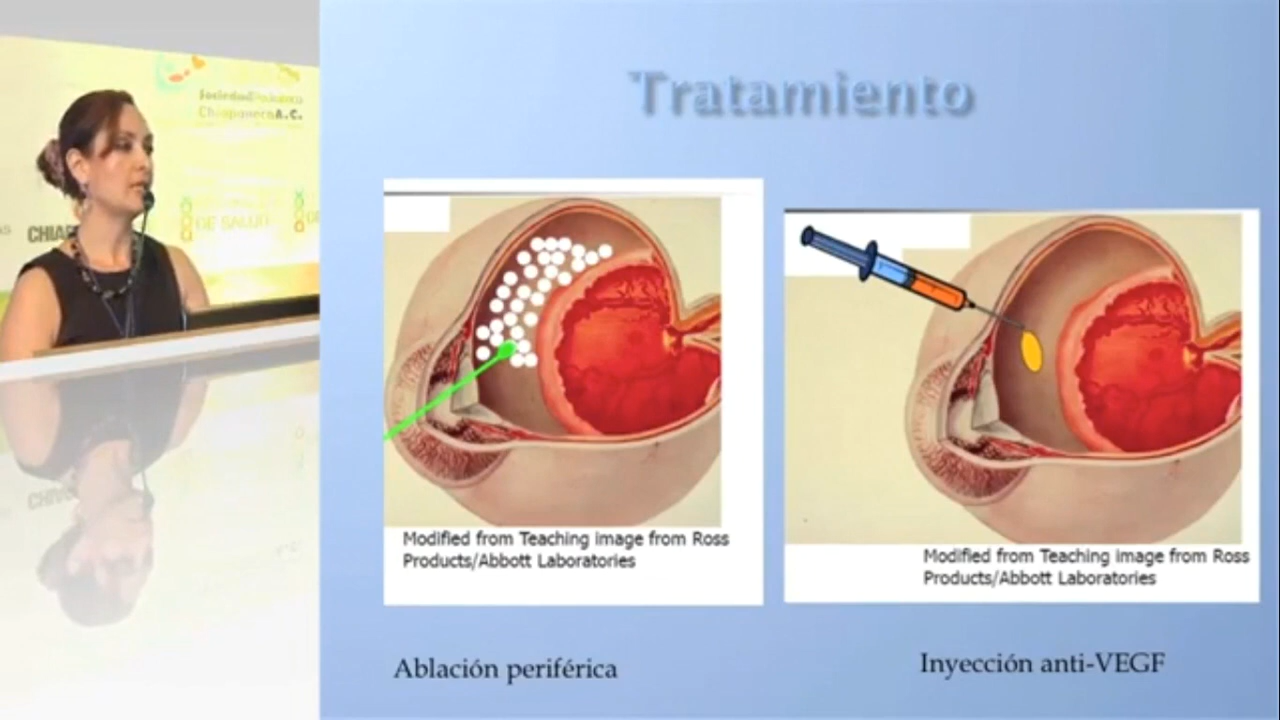 Tratamiento
Sociedad
Chiapaneca A.C.
DE SALUD
CHIAP
Modified from Teaching image from Ross
Products/Abbott Laboratories
Modified from Teaching image from Ross
Products/Abbott Laboratories
Ablación periférica
Inyección anti-VEGF